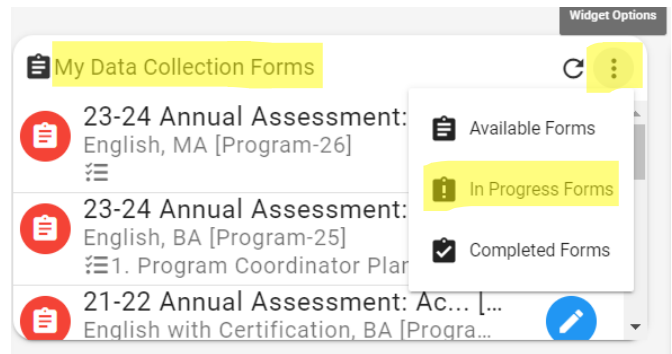 Widget Options
My Data Collection Forms
23-24 Annual Assessment:
English, MA [Program-26]
23-24 Annual Assessment:
English, BA [Program-25]
1. Program Coordinator Plan
21-22 Annual Assessment: Ac... [...
English with Certification, BA [Progra...
Available Forms
In Progress Forms
Completed Forms